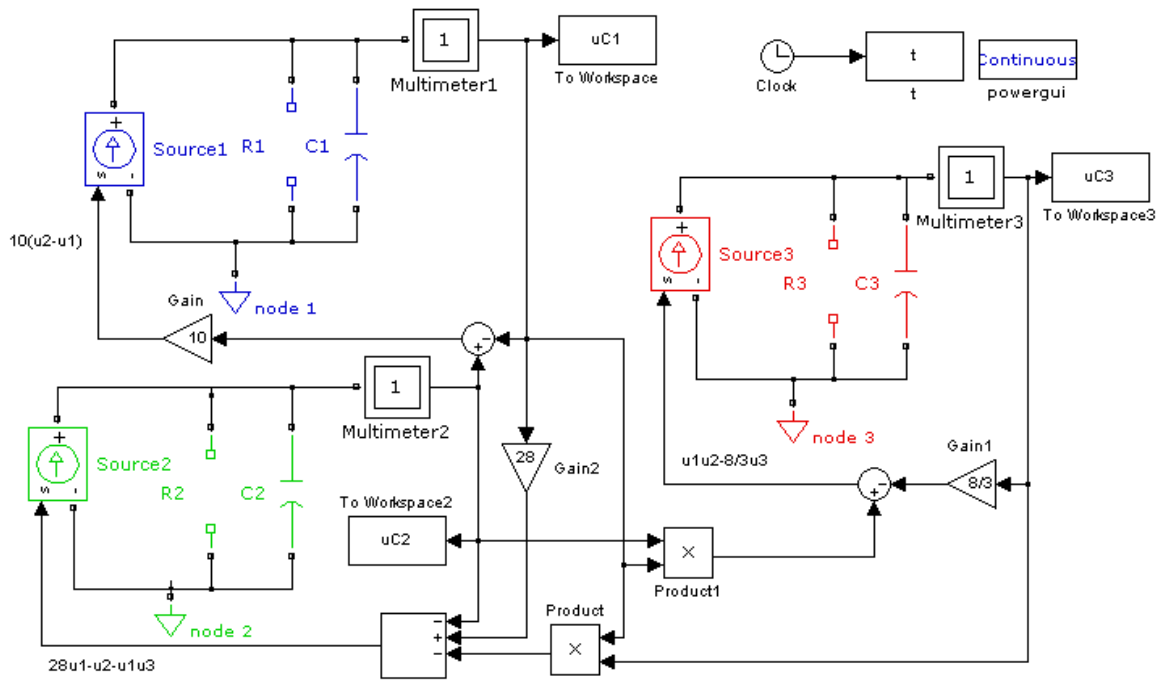 1
uC1
Multimeter1
To Workspace
Clock
t
t
Continuous
powergui
+
Source1
R1
C1
s
-
10(u2-u1)
node 1
Gain
10
-
+
1
Multimeter2
+
Source2
R2
C2
s
-
node 2
28u1-u2-u1u3
28
Gain2
To Workspace2
uC2
-
+
-
Product
×
×
Product1
1
Multimeter3
uC3
To Workspace3
+
Source3
R3
C3
s
-
node 3
u1u2-8/3u3
Gain1
8/3
-
+